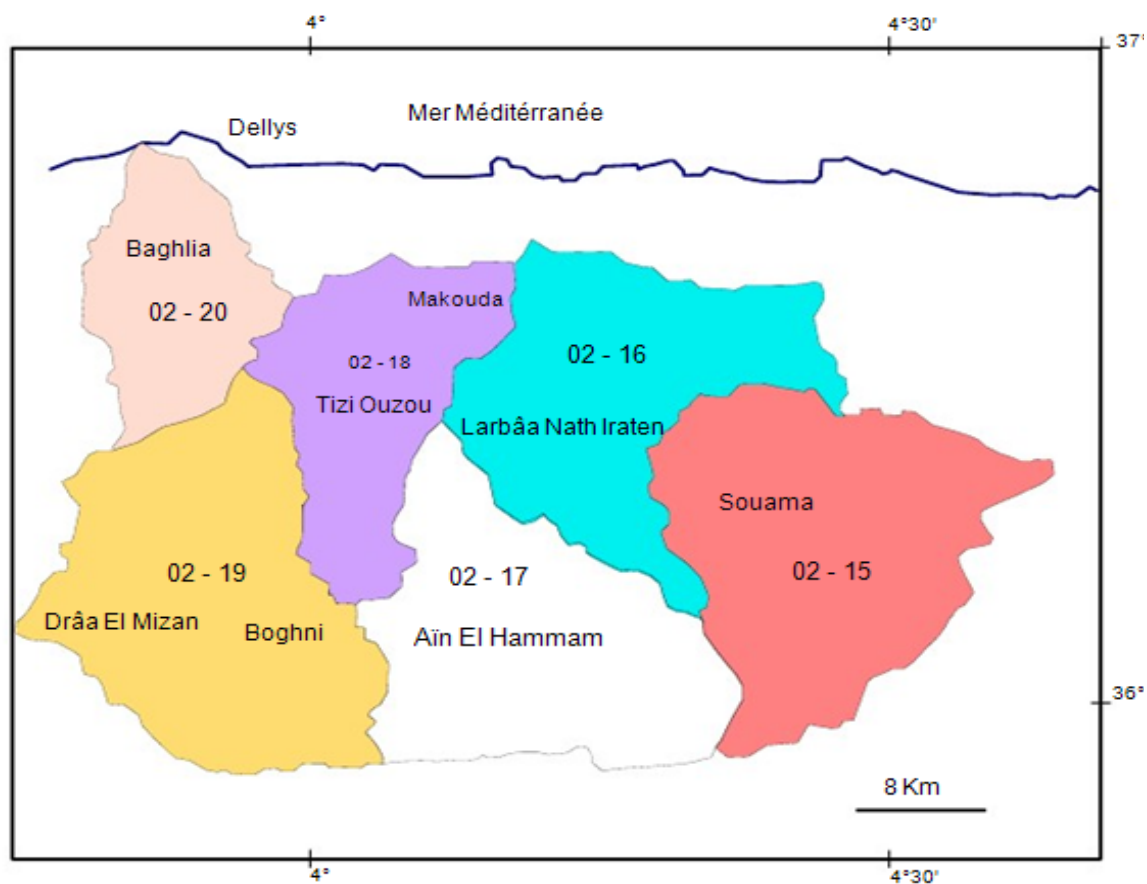 4°
4°30'
37°
Mer Méditérranée
Dellys
Baghlia
02 - 20
Makouda
02 - 18
Tizi Ouzou
02 - 16
Larbâa Nath Iraten
Souama
02 - 15
02 - 19
02 - 17
Drâa El Mizan
Boghni
Aïn El Hammam
36°
8 Km
4°
4°30'